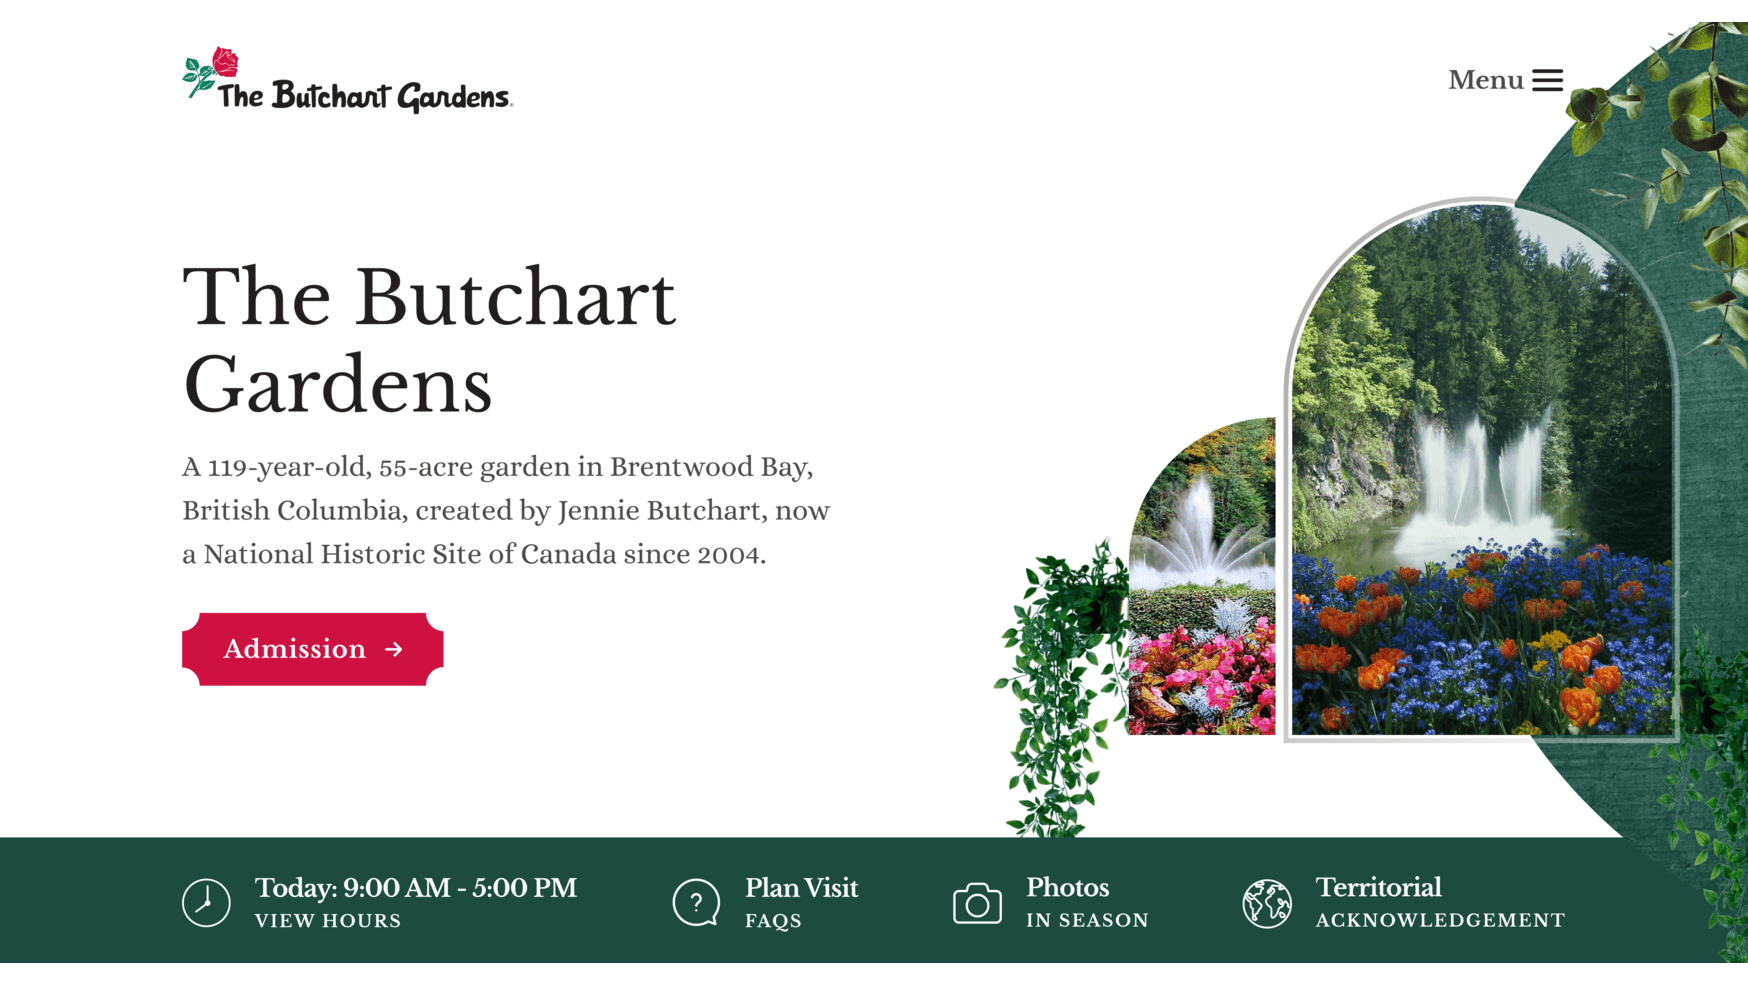 The Butchart Gardens
Menu
The Butchart
Gardens
A 119-year-old, 55-acre garden in Brentwood Bay,
British Columbia, created by Jennie Butchart, now
a National Historic Site of Canada since 2004.
Admission →
Today: 9:00 AM - 5:00 PM
VIEW HOURS
Plan Visit
FAQS
Photos
IN SEASON
Territorial
ACKNOWLEDGEMENT